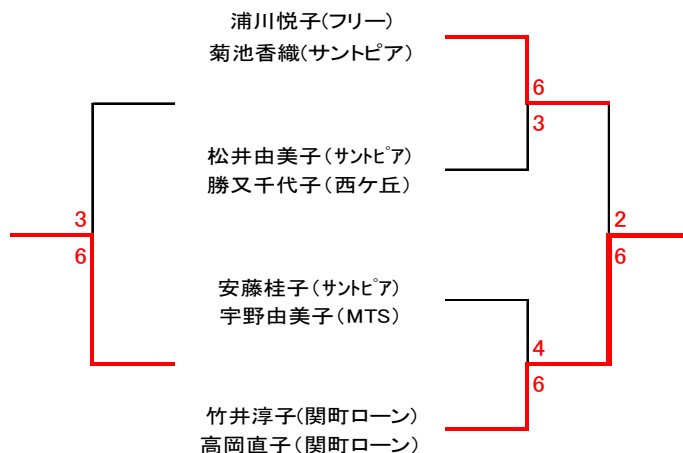 浦川悦子(フリー)
菊池香織(サントピア)
6
3
松井由美子(サントピア)
勝又千代子(西ケ丘)
3
6
2
6
安藤桂子(サントピア)
宇野由美子(MTS)
4
6
竹井淳子(関町ローン)
高岡直子(関町ローン)